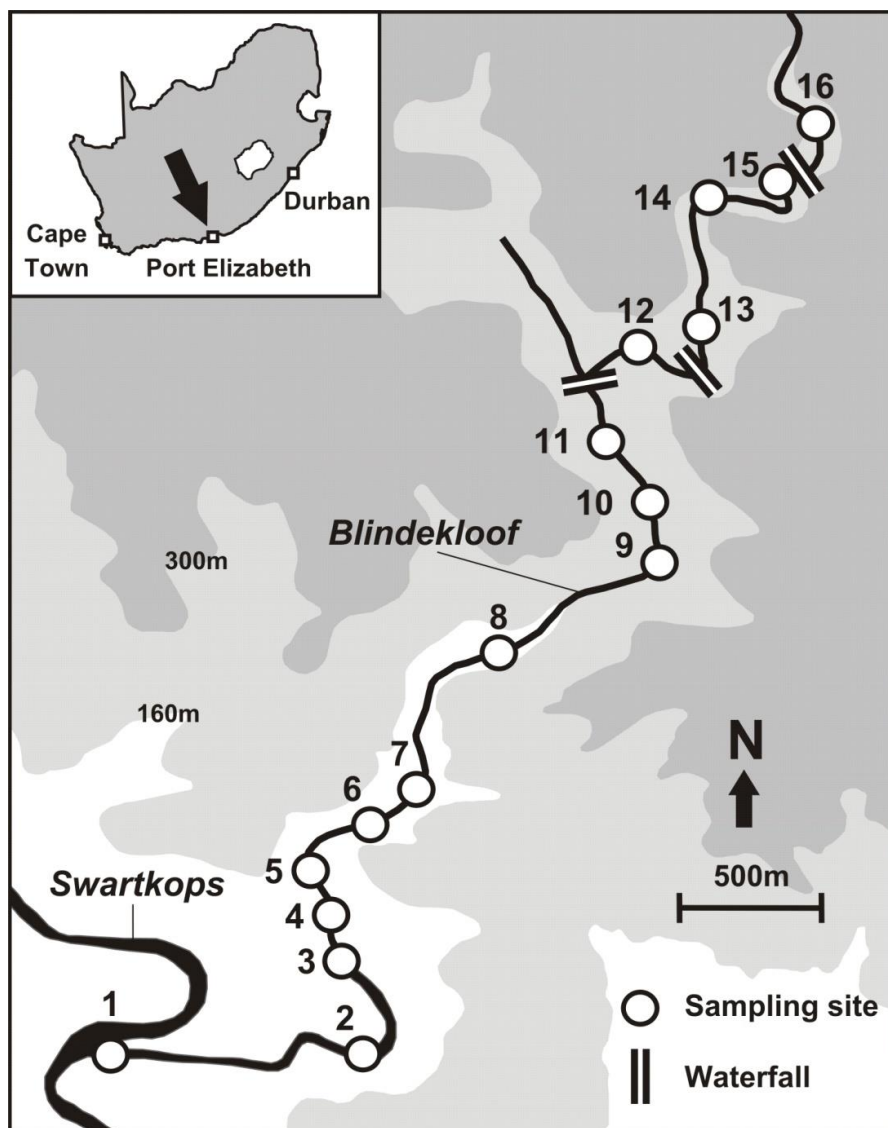 Cape
Town
Port Elizabeth
Durban
16
15
14
13
12
11
10
Blindekloof
9
300m
8
160m
7
N
6
5
500m
Swartkops
4
3
1
2
Sampling site
Waterfall